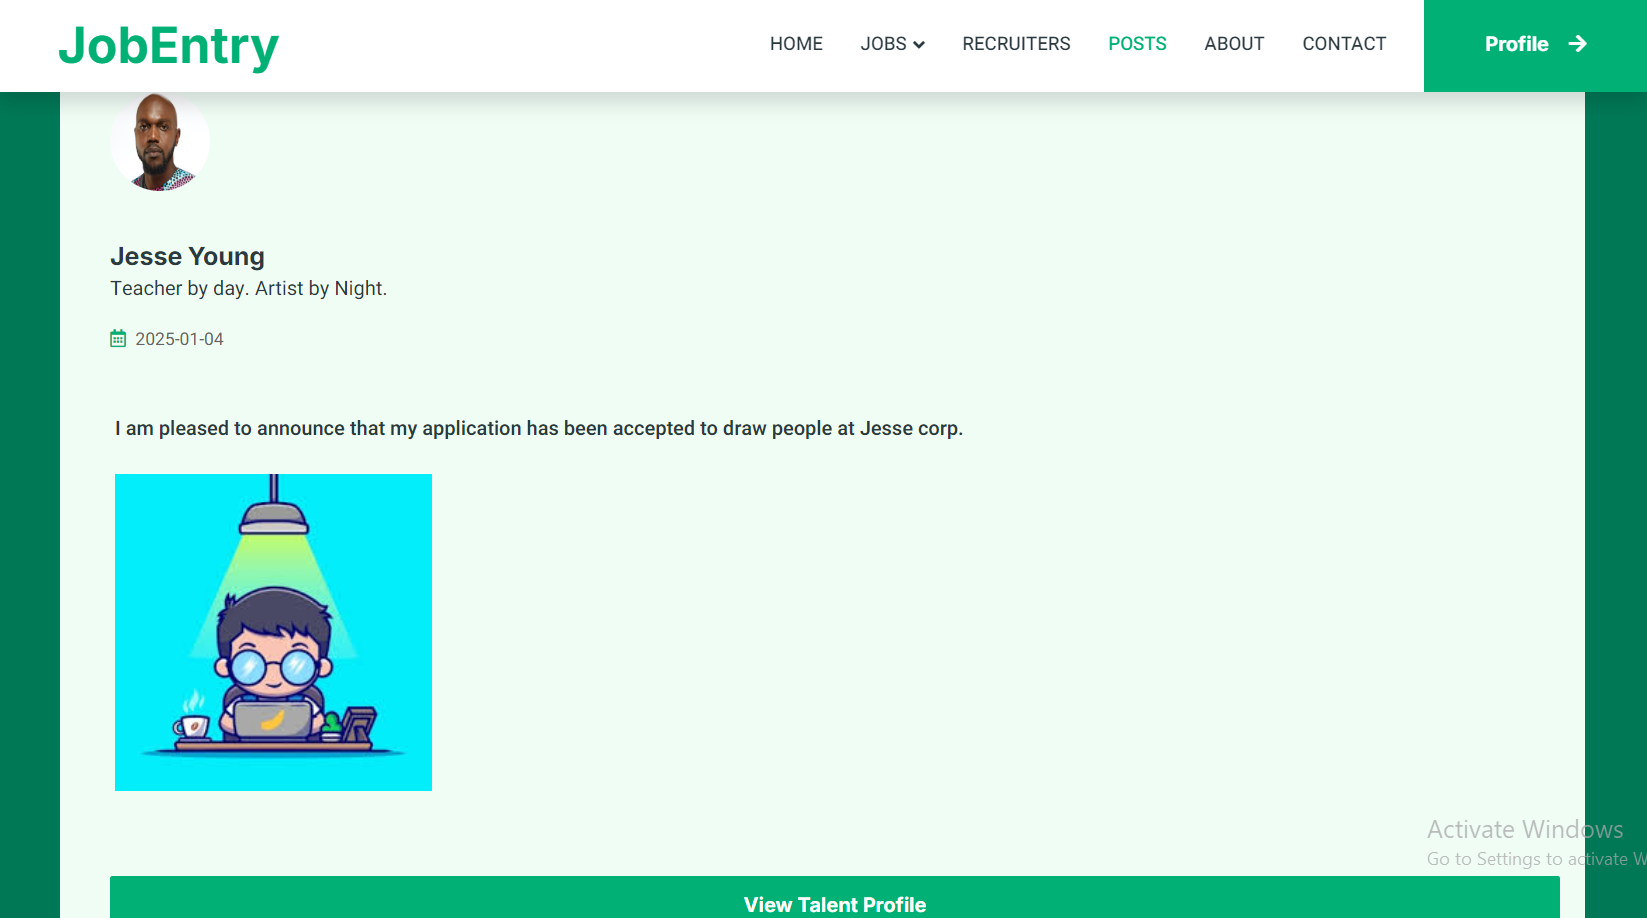 JobEntry
HOME JOBS RECRUITERS POSTS ABOUT CONTACT Profile
Jesse Young
Teacher by day. Artist by Night.
2025-01-04
I am pleased to announce that my application has been accepted to draw people at Jesse corp.
Activate Windows
Go to Settings to activate W
View Talent Profile